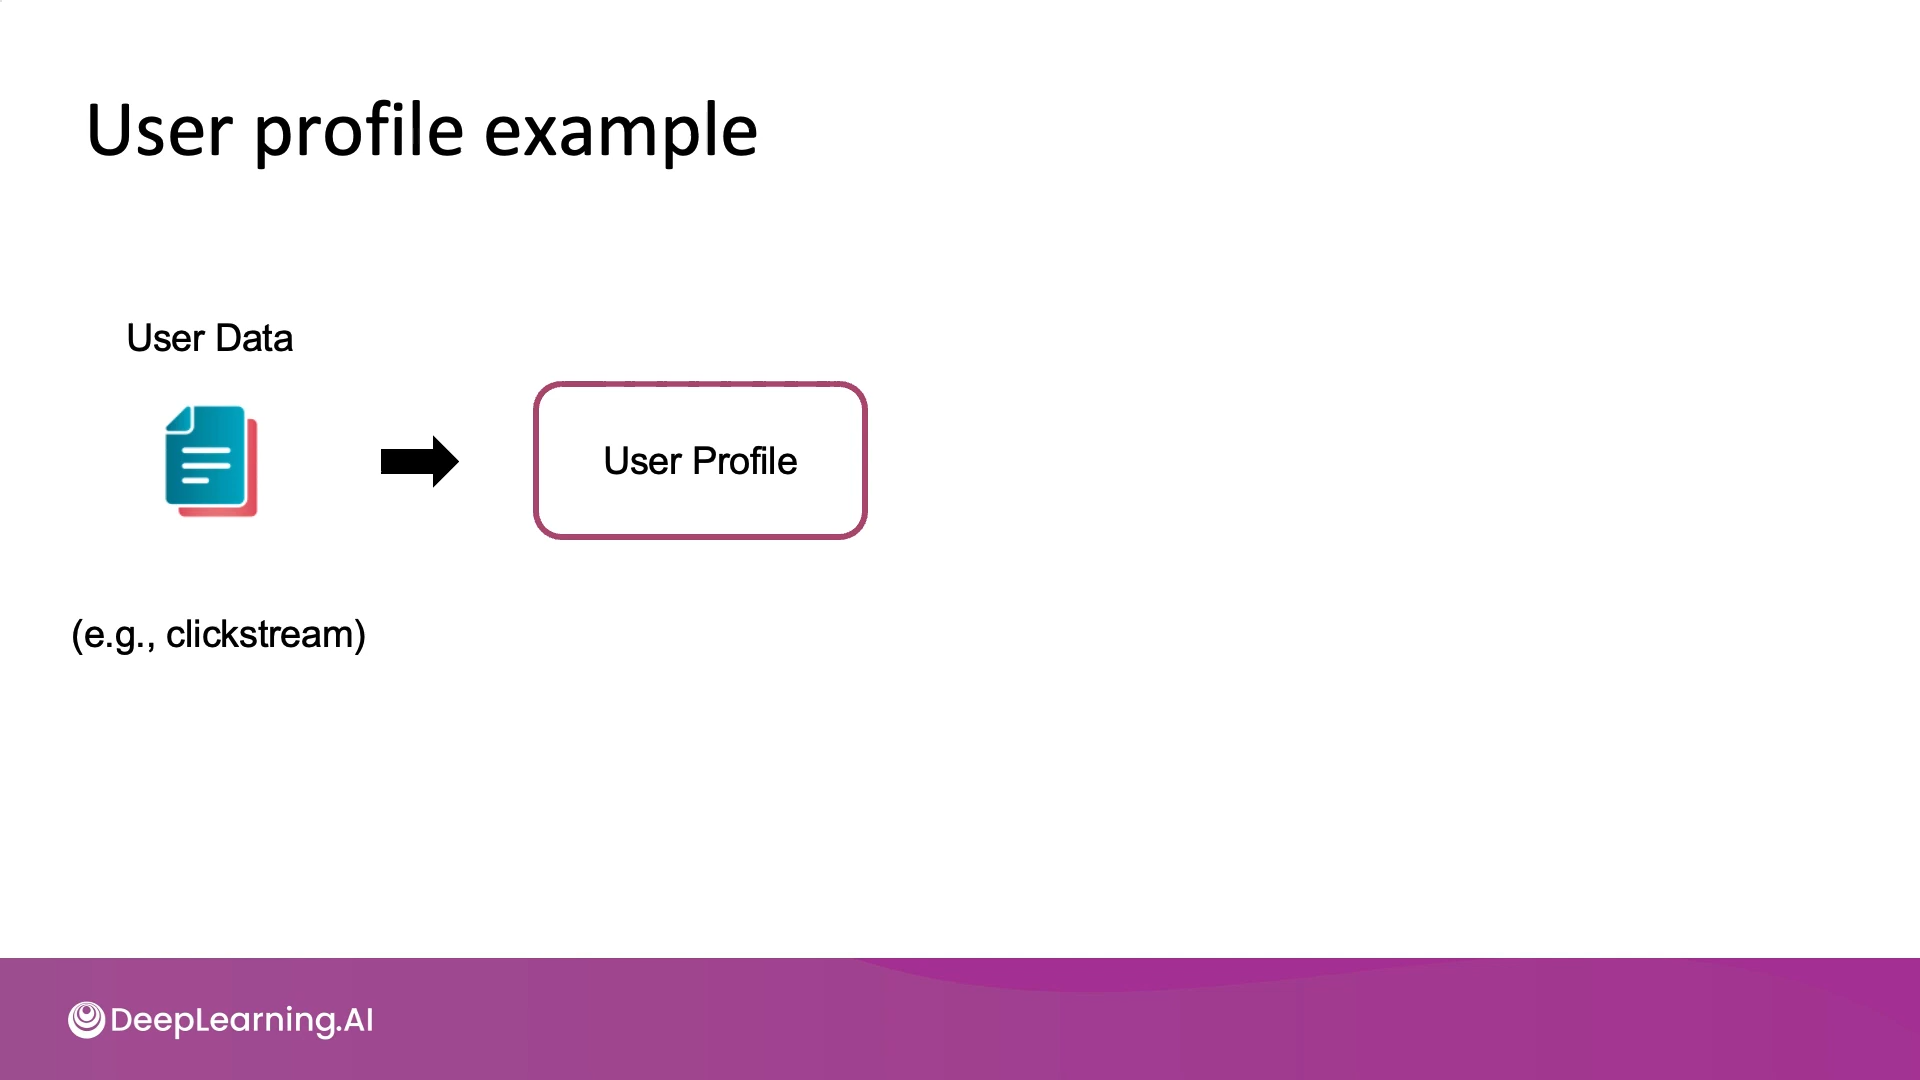 User profile example
User Data
User Profile
(e.g., clickstream)
DeepLearning.AI